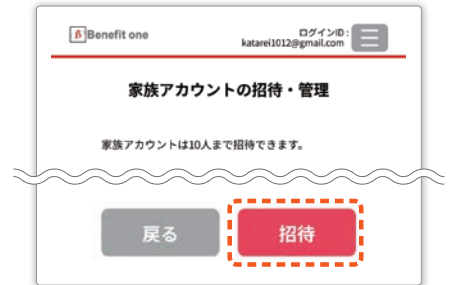 Benefit one
ログインID：
katarei1012@gmail.com
家族アカウントの招待・管理
家族アカウントは10人まで招待できます。
戻る
招待